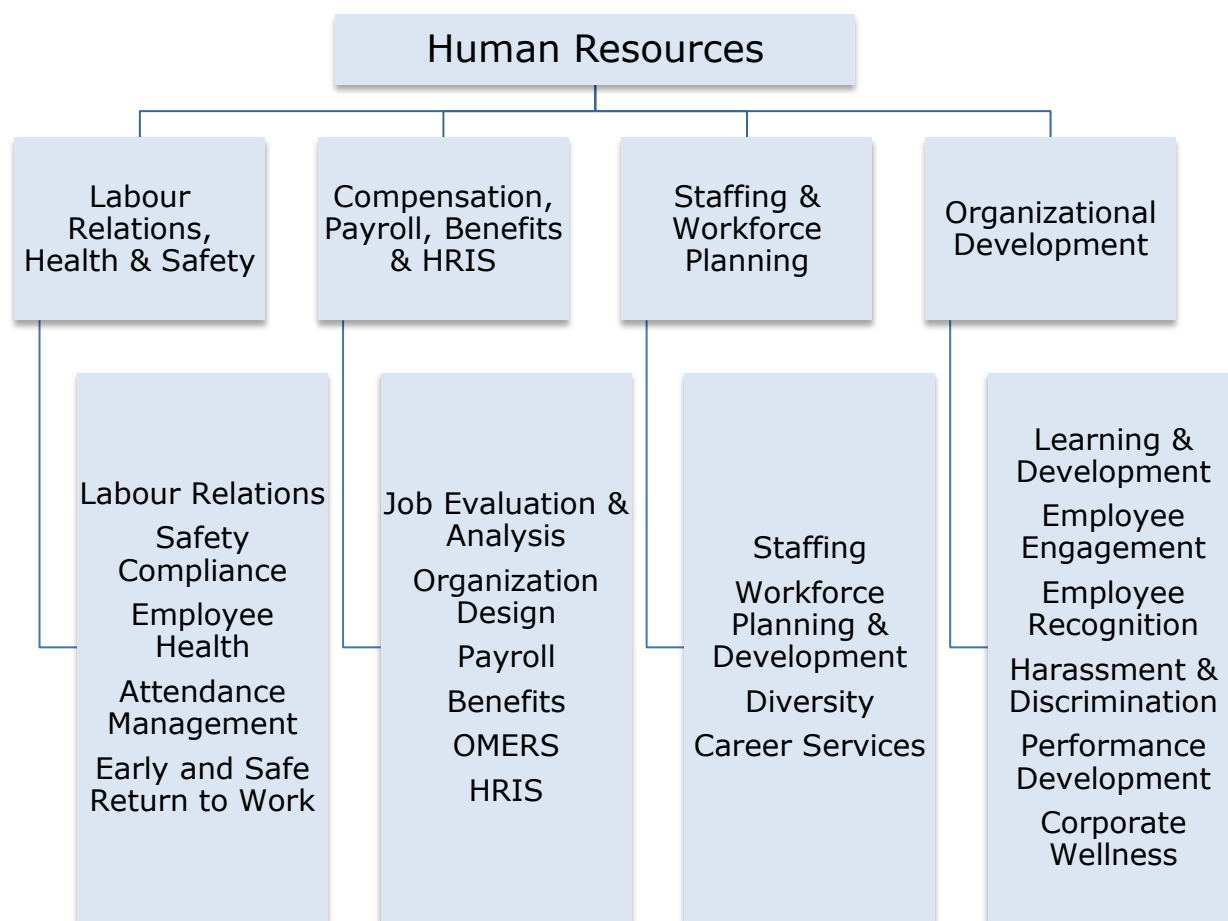 Human Resources
Labour
Relations,
Health & Safety
Compensation,
Payroll, Benefits
& HRIS
Staffing &
Workforce
Planning
Organizational
Development
Labour Relations
Safety
Compliance
Employee
Health
Attendance
Management
Early and Safe
Return to Work
Job Evaluation &
Analysis
Organization
Design
Payroll
Benefits
OMERS
HRIS
Staffing
Workforce
Planning &
Development
Diversity
Career Services
Learning &
Development
Employee
Engagement
Employee
Recognition
Harassment &
Discrimination
Performance
Development
Corporate
Wellness